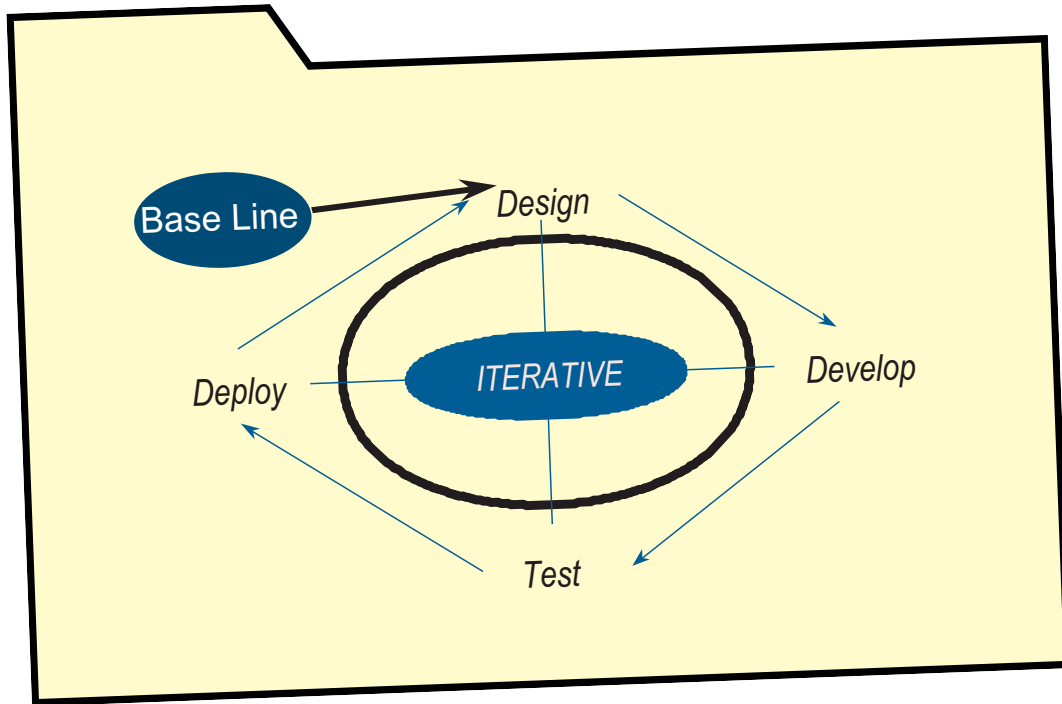 Base Line
Design
Develop
ITERATIVE
Deploy
Test